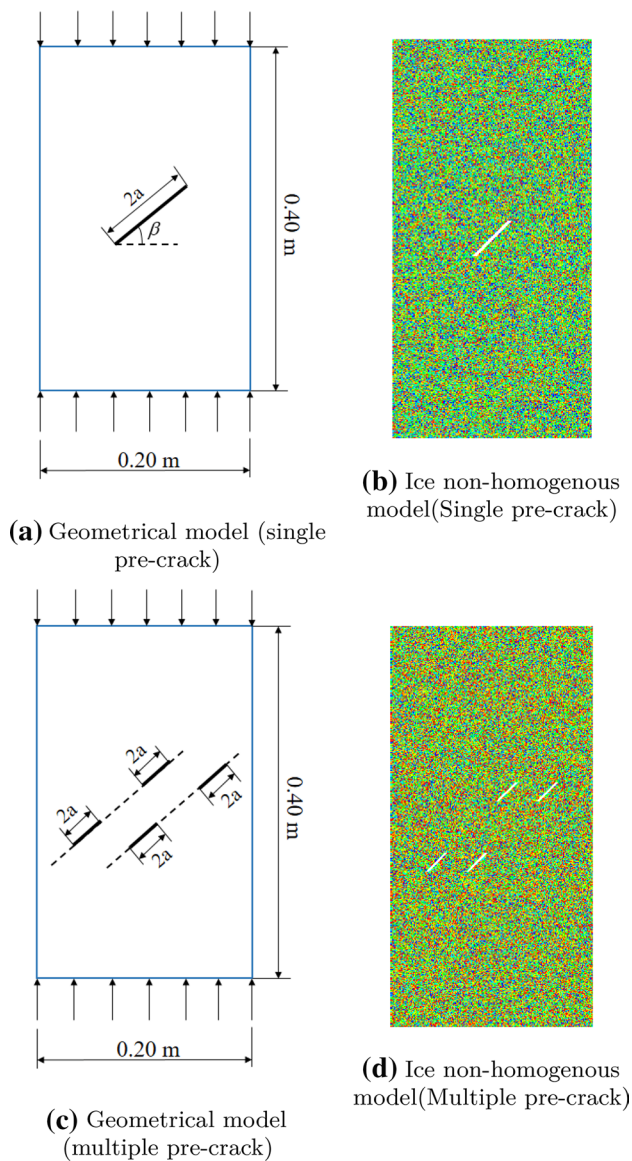 2a
β
0.40 m
0.20 m
(a) Geometrical model (single
pre-crack)
(b) Ice non-homogenous
model(Single pre-crack)
2a
2a
2a
2a
0.40 m
0.20 m
(c) Geometrical model
(multiple pre-crack)
(d) Ice non-homogenous
model(Multiple pre-crack)